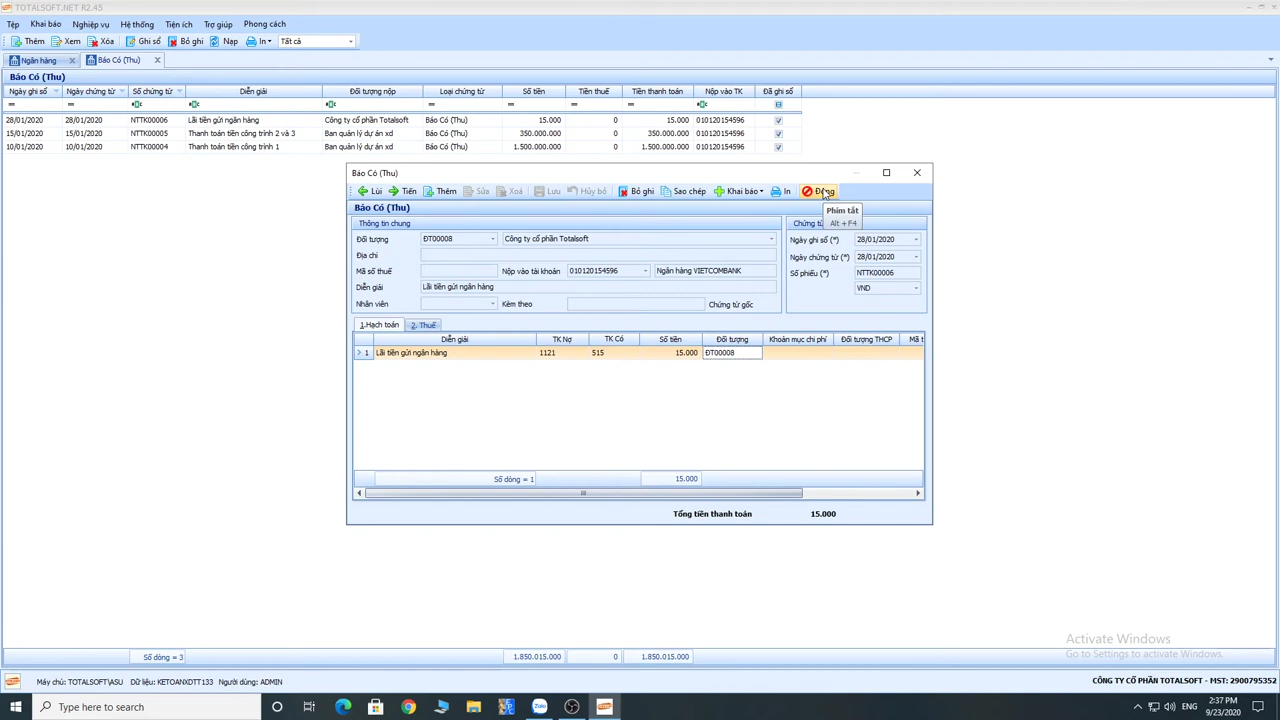 TOTALSOFT.NET R2.45
Tệp Khai báo Nghiệp vụ Hệ thống Tiện ích Trợ giúp Phong cách
Thêm Xem Xóa Ghi sổ Bỏ ghi Nạp In Tất cả
Ngân hàng Báo Có (Thu)
Báo Có (Thu)
Ngày ghi sổ Ngày chứng từ Số chứng từ Diễn giải Đối tượng nộp Loại chứng từ Số tiền Tiền thuế Tiền thanh toán Nộp vào TK Đã ghi sổ
28/01/2020 28/01/2020 NTTK00006 Lãi tiền gửi ngân hàng Công ty cổ phần Totalsoft Báo Có (Thu) 15.000 0 15.000 010120154596
15/01/2020 15/01/2020 NTTK00005 Thanh toán tiền công trình 2 và 3 Ban quản lý dự án xd Báo Có (Thu) 350.000.000 0 350.000.000 010120154596
10/01/2020 10/01/2020 NTTK00004 Thanh toán tiền công trình 1 Ban quản lý dự án xd Báo Có (Thu) 1.500.000.000 0 1.500.000.000 010120154596
Báo Có (Thu)
Lùi Tiến Thêm Sửa Xoá Lưu Huỷ bỏ Bỏ ghi Sao chép Khai báo In Đóng
Phím tắt
Alt + F4
Báo Có (Thu)
Thông tin chung Chứng từ
Đối tượng ĐT00008 Công ty cổ phần Totalsoft Ngày ghi sổ (*) 28/01/2020
Địa chỉ Ngày chứng từ (*) 28/01/2020
Mã số thuế Nộp vào tài khoản 010120154596 Ngân hàng VIETCOMBANK Số phiếu (*) NTTK00006
Diễn giải Lãi tiền gửi ngân hàng VND
Nhân viên Kèm theo Chứng từ gốc
1.Hạch toán 2. Thuế
Diễn giải TK Nợ TK Có Số tiền Đối tượng Khoản mục chi phí Đối tượng THCP Mã t
1 Lãi tiền gửi ngân hàng 1121 515 15.000 ĐT00008
Số dòng = 1 15.000
Tổng tiền thanh toán 15.000
Activate Windows
Go to Settings to activate Windows.
Số dòng = 3 1.850.015.000 0 1.850.015.000
Máy chủ: TOTALSOFT\ASU Dữ liệu: KETOANXDTT133 Người dùng: ADMIN CÔNG TY CỔ PHẦN TOTALSOFT - MST: 2900795352
Type here to search Zalo ENG 2:37 PM
9/23/2020